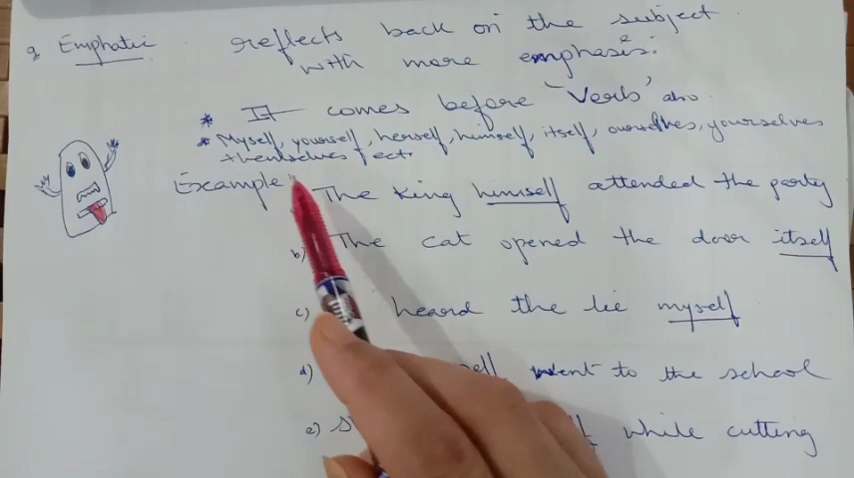 Emphatic : reflects back on the subject
with more emphasis.
* It comes before 'Verb' also.
* Myself, yourself, herself, himself, itself, ourselves, yourselves
themselves ect.
Example The King himself attended the party
b) The cat opened the door itself
c) heard the lie myself
d) went to the school
e) while cutting